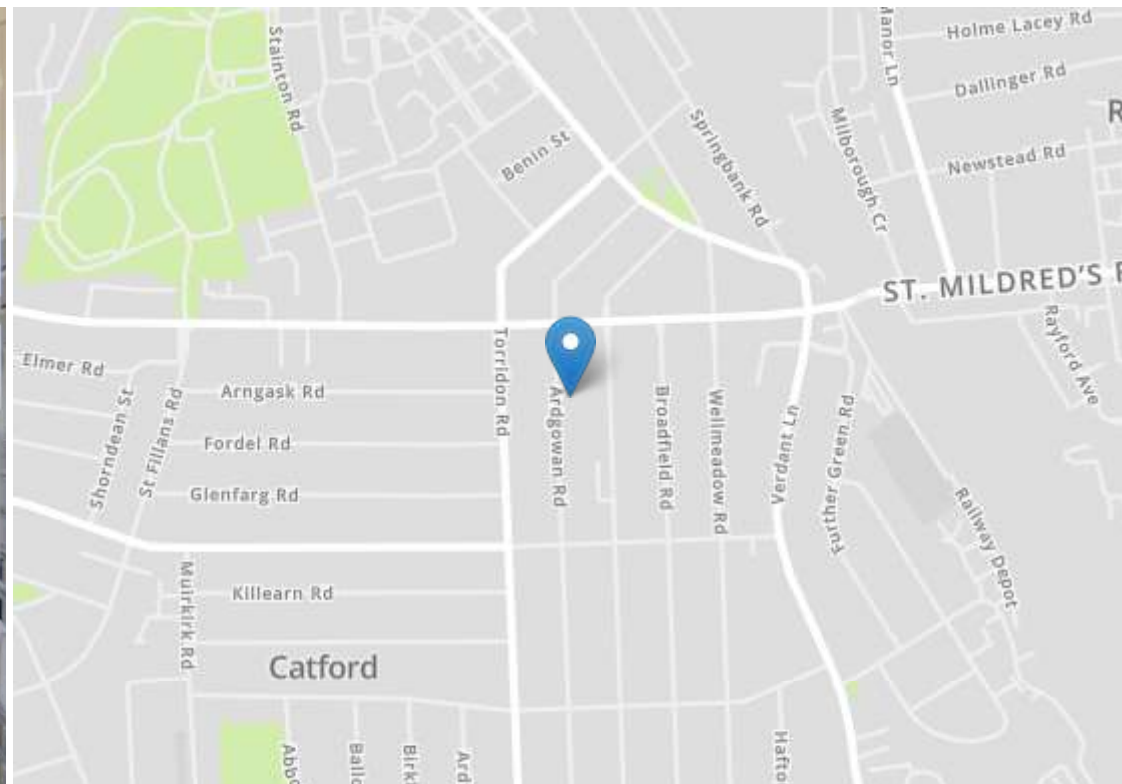 Holme Lacey Rd
Manor Ln
Stainton Rd
Dallinger Rd
Springbank Rd
Milborough Cr
Benin St
Newstead Rd
ST. MILDRED'S
Rayford Ave
Elmer Rd
Torridon Rd
Arngask Rd
Ardgowan Rd
Broadfield Rd
Wellmeadow Rd
Verdant Ln
Further Green Rd
Shorndean St
St Fillans Rd
Fordel Rd
Glenfarg Rd
Railway Depot
Muirkirk Rd
Killearn Rd
Catford